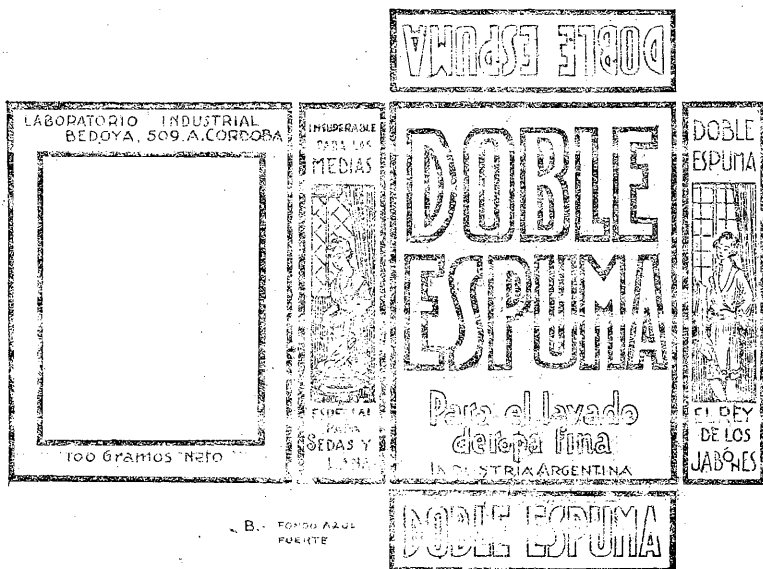 DOBLE ESPUMA
LABORATORIO INDUSTRIAL
BEDOYA, 509. A. CORDOBA
100 Gramos Neto
INSUPERABLE
PARA LAS
MEDIAS
ESPECIAL
PARA
SEDAS Y
LANA
DOBLE
ESPUMA
Para el lavado
de ropa fina
INDUSTRIA ARGENTINA
DOBLE
ESPUMA
EL REY
DE LOS
JABONES
DOBLE ESPUMA
B.- FONDO AZUL
FUERTE